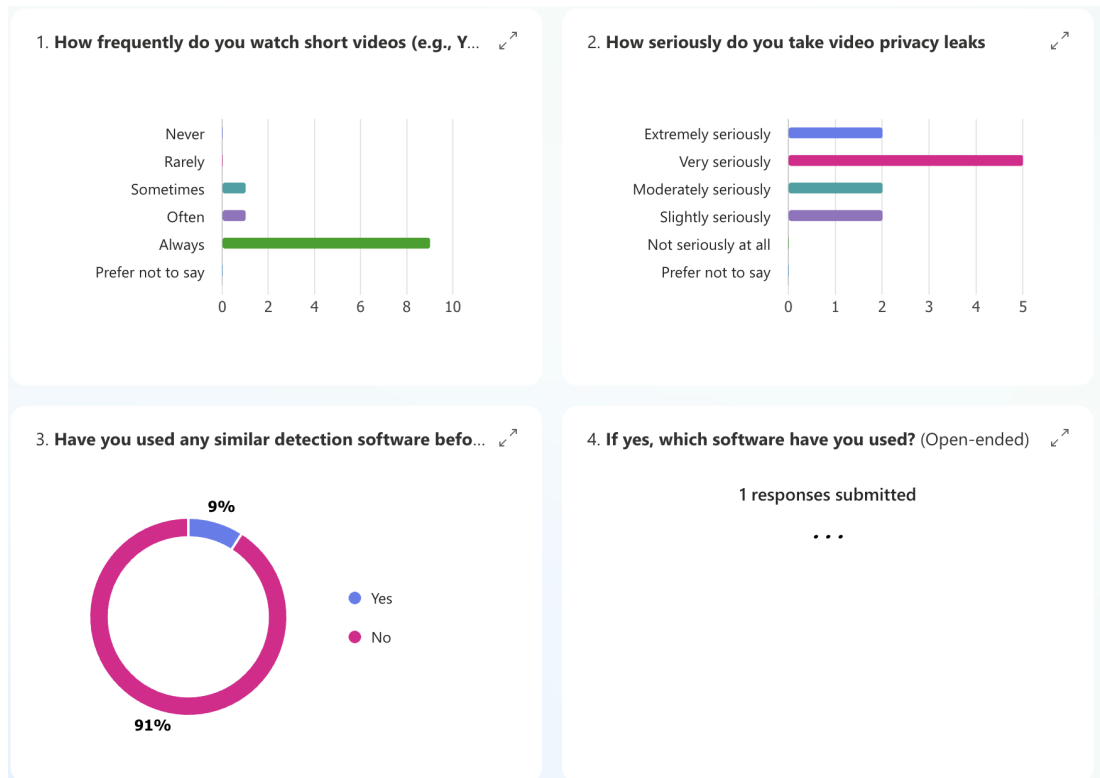 1. How frequently do you watch short videos (e.g., Y...
Never
Rarely
Sometimes
Often
Always
Prefer not to say
0 2 4 6 8 10
2. How seriously do you take video privacy leaks
Extremely seriously
Very seriously
Moderately seriously
Slightly seriously
Not seriously at all
Prefer not to say
0 1 2 3 4 5
3. Have you used any similar detection software befo...
9%
Yes
No
91%
4. If yes, which software have you used? (Open-ended)
1 responses submitted
...